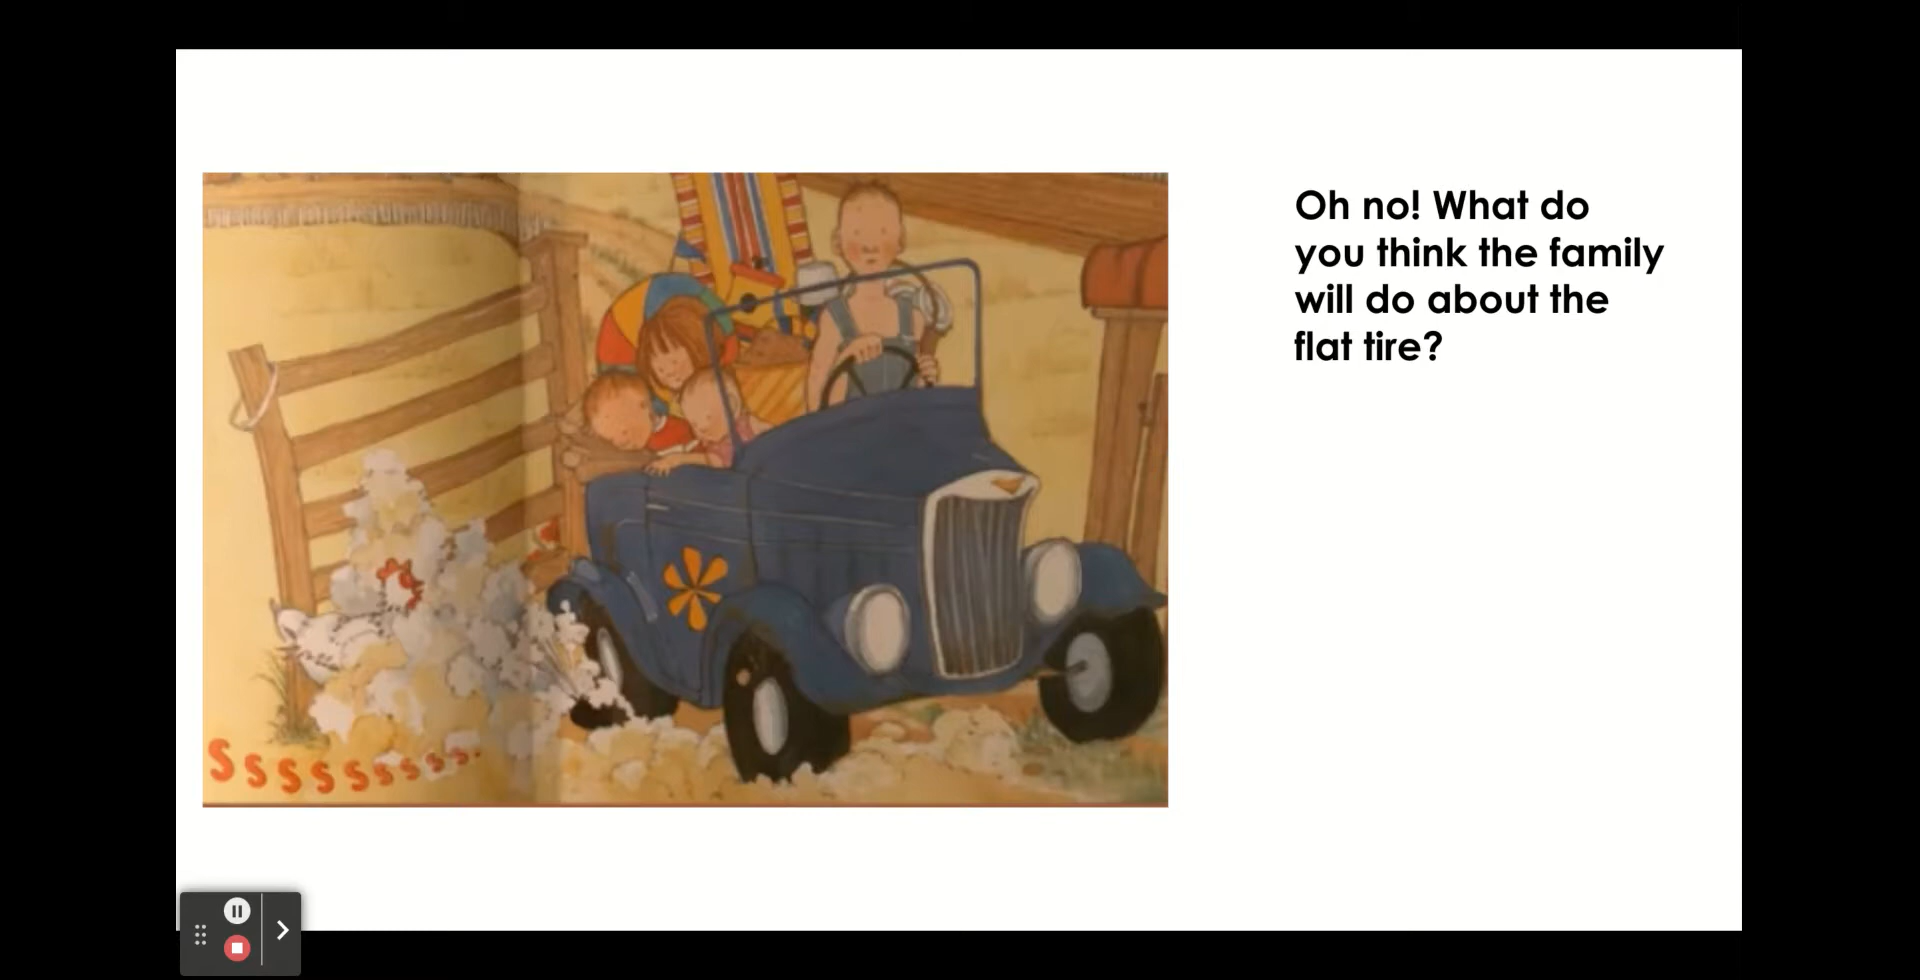 Oh no! What do
you think the family
will do about the
flat tire?
Sssssssss.